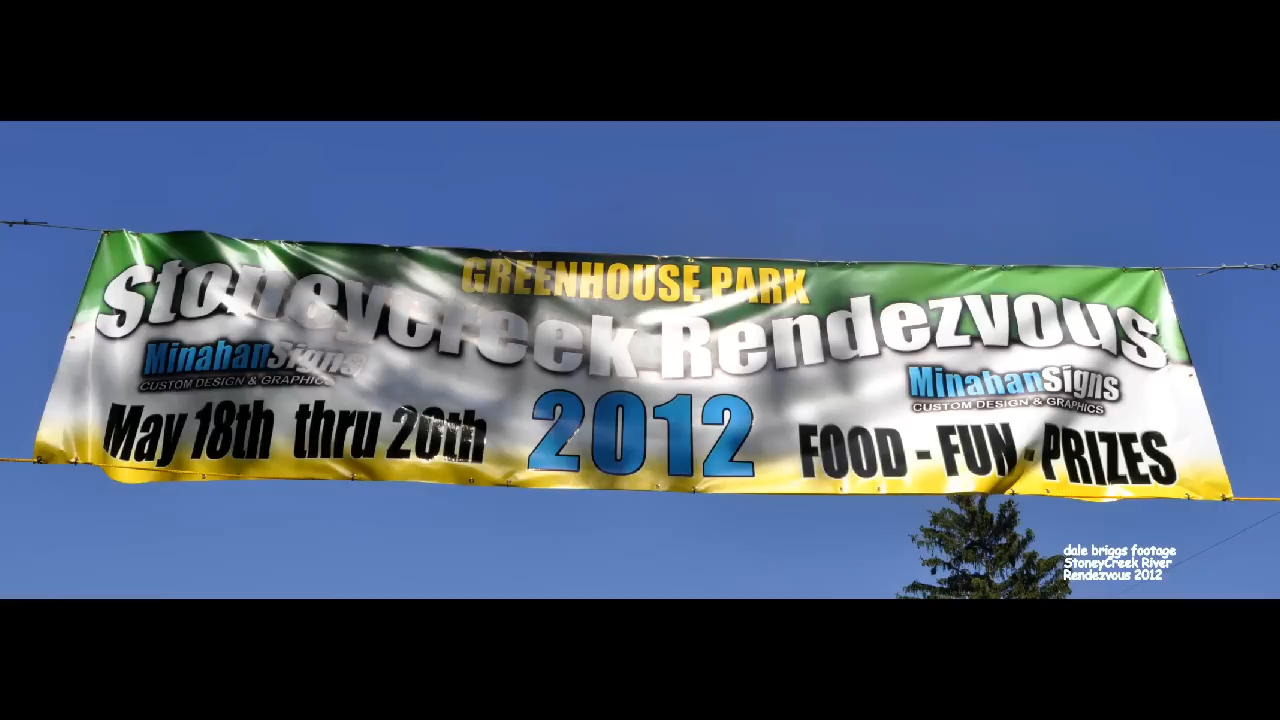 GREENHOUSE PARK
Stoneycreek Rendezvous
MinahanSigns
CUSTOM DESIGN & GRAPHICS
MinahanSigns
CUSTOM DESIGN & GRAPHICS
May 18th thru 20th
2012
FOOD - FUN - PRIZES
dale briggs footage
StoneyCreek River
Rendezvous 2012